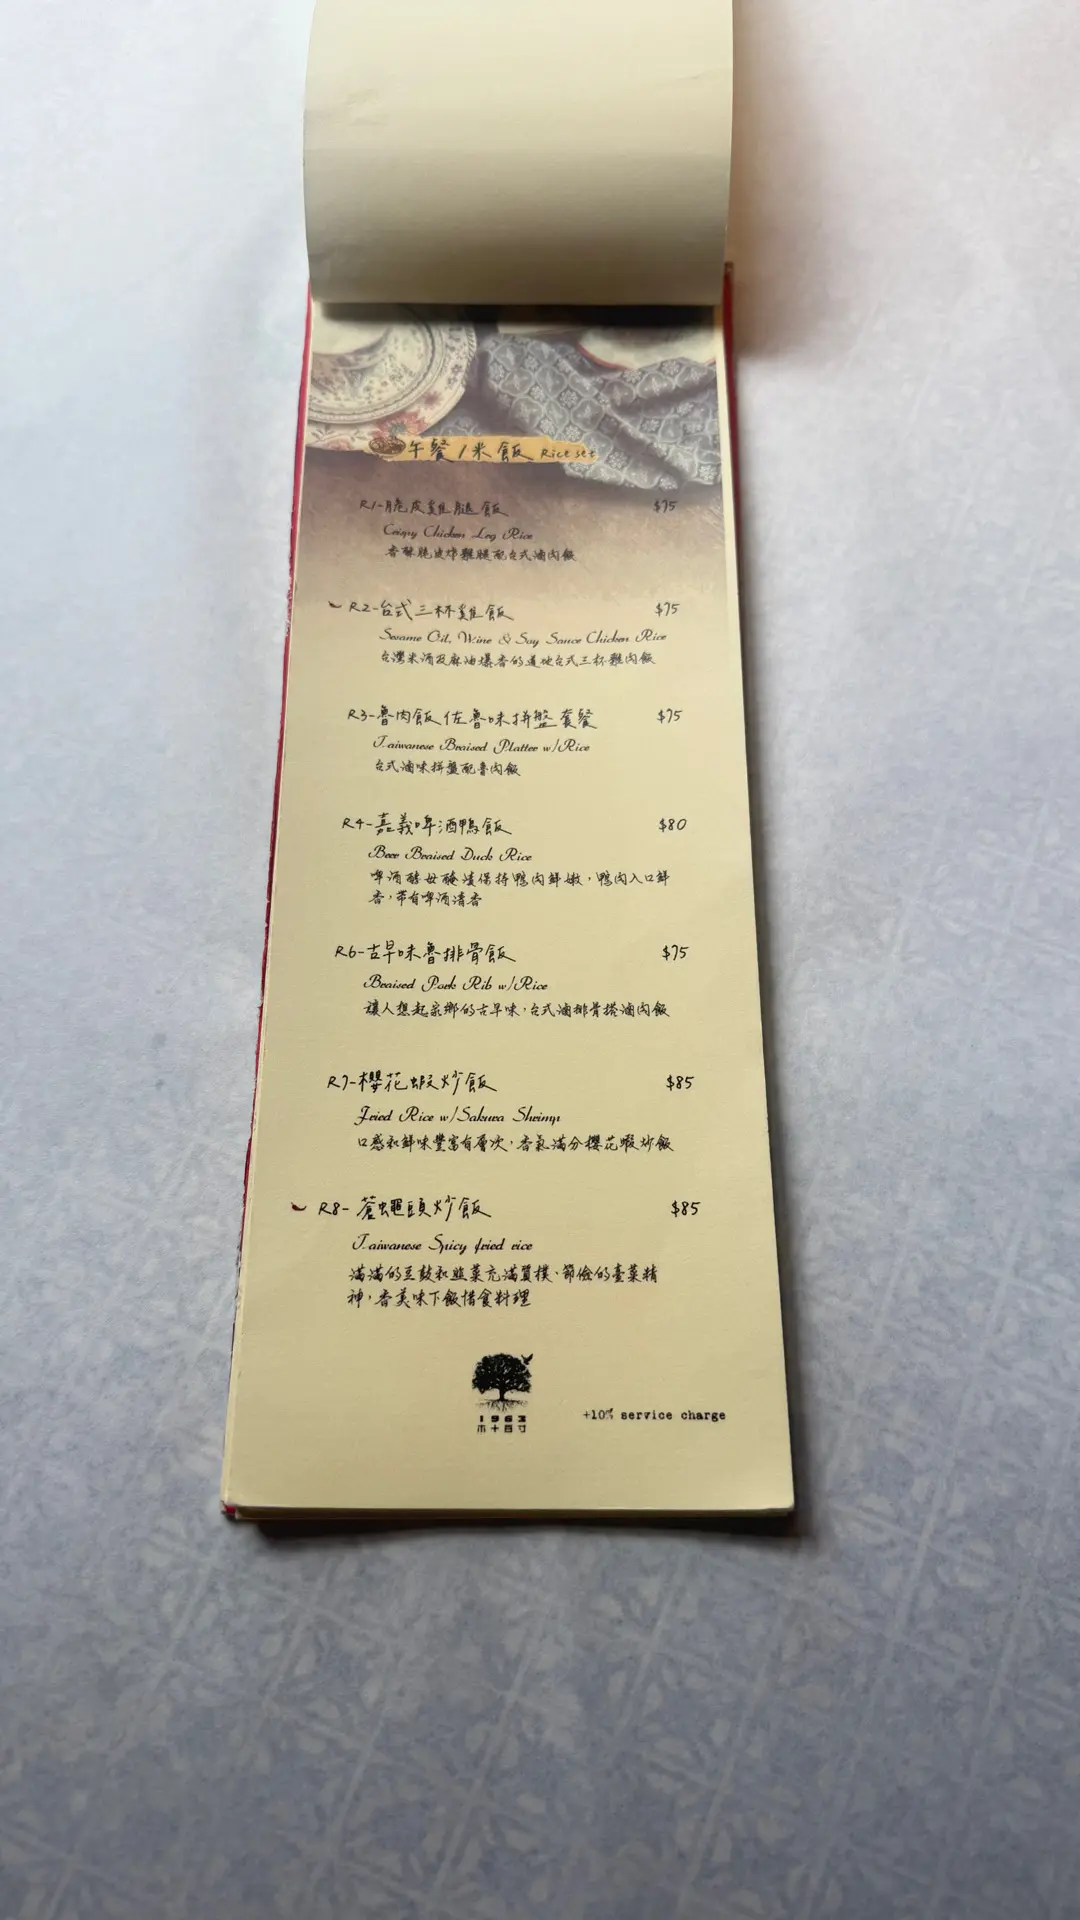 午餐/米飯 Rice set
R1-脆皮雞腿飯 $75
Crispy Chicken Leg Rice
香酥脆皮炸雞腿配台式滷肉飯
R2-台式三杯雞飯 $75
Sesame Oil, Wine & Soy Sauce Chicken Rice
台灣米酒及麻油爆香的道地台式三杯雞肉飯
R3-魯肉飯佐魯味拼盤套餐 $75
Taiwanese Braised Platter w/Rice
台式滷味拼盤配魯肉飯
R4-嘉義啤酒鴨飯 $80
Beer Braised Duck Rice
啤酒酵母醃漬保持鴨肉鮮嫩，鴨肉入口鮮
香，帶有啤酒清香
R6-古早味魯排骨飯 $75
Braised Pork Rib w/Rice
讓人想起家鄉的古早味，台式滷排骨搭滷肉飯
R7-櫻花蝦炒飯 $85
Fried Rice w/Sakura Shrimp
口感和鮮味豐富有層次，香氣滿分櫻花蝦炒飯
R8-蒼蠅頭炒飯 $85
Taiwanese Spicy fried rice
滿滿的豆鼓和韮菜充滿質樸、節儉的臺菜精
神，香美味下飯惜食料理
1963
木十四寸
+10% service charge